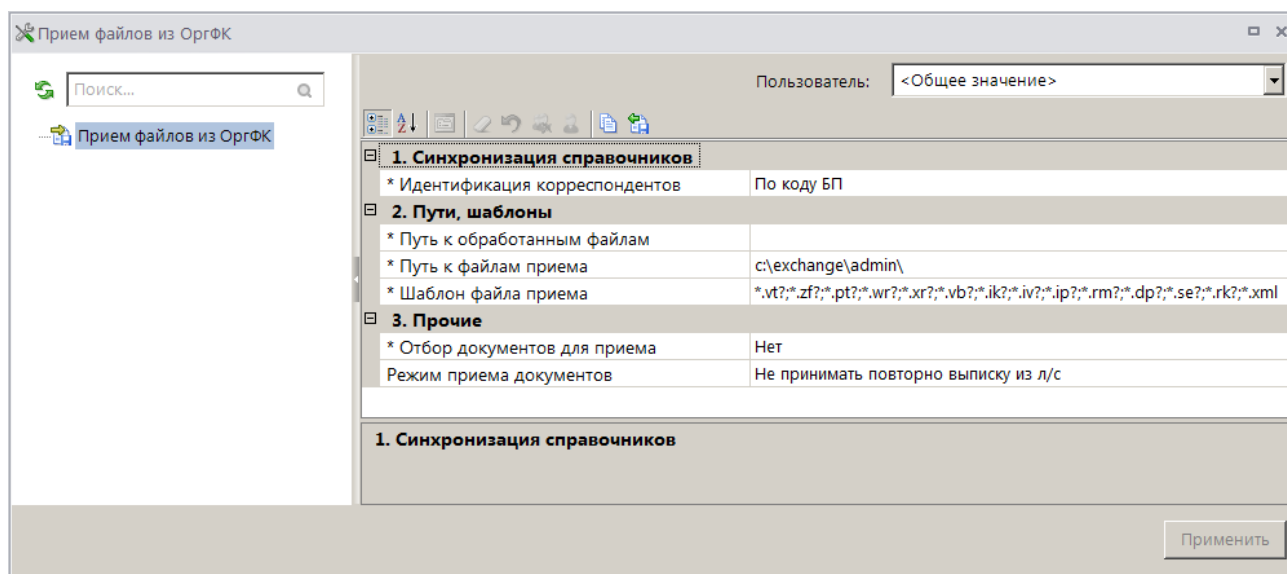 Прием файлов из ОргФК
Поиск...
Пользователь: <Общее значение>
Прием файлов из ОргФК
1. Синхронизация справочников
* Идентификация корреспондентов По коду БП
2. Пути, шаблоны
* Путь к обработанным файлам
* Путь к файлам приема c:\exchange\admin\
* Шаблон файла приема *.vt?;*.zf?;*.pt?;*.wr?;*.xr?;*.vb?;*.ik?;*.iv?;*.ip?;*.rm?;*.dp?;*.se?;*.rk?;*.xml
3. Прочие
* Отбор документов для приема Нет
Режим приема документов Не принимать повторно выписку из л/с
1. Синхронизация справочников
Применить